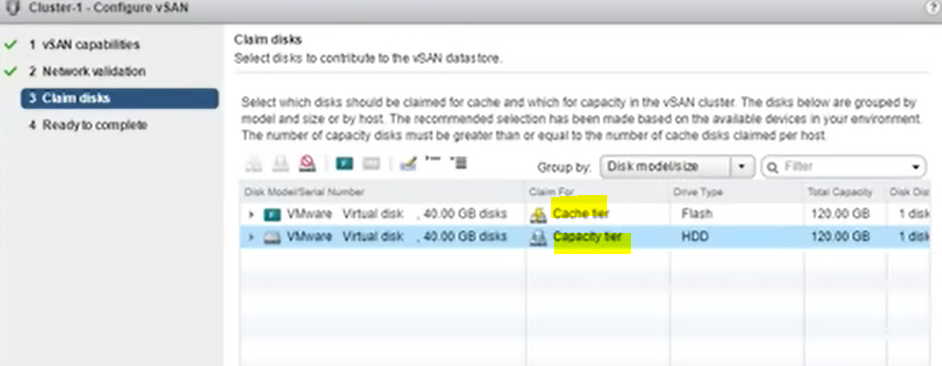 Cluster-1 - Configure vSAN
?
1 vSAN capabilities
2 Network validation
3 Claim disks
4 Ready to complete
Claim disks
Select disks to contribute to the vSAN datastore.
Select which disks should be claimed for cache and which for capacity in the vSAN cluster. The disks below are grouped by
model and size or by host. The recommended selection has been made based on the available devices in your environment.
The number of capacity disks must be greater than or equal to the number of cache disks claimed per host.
Group by: Disk model/size Filter
Disk Model/Serial Number Claim For Drive Type Total Capacity Disk Dis
VMware Virtual disk , 40.00 GB disks Cache tier Flash 120.00 GB 1 disk
VMware Virtual disk , 40.00 GB disks Capacity tier HDD 120.00 GB 1 disk